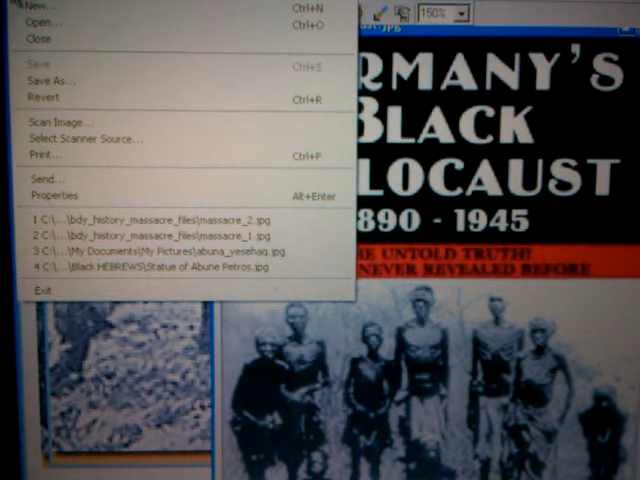 New... Ctrl+N
Open... Ctrl+O
Close
Save Ctrl+S
Save As...
Revert Ctrl+R
Scan Image...
Select Scanner Source...
Print... Ctrl+P
Send...
Properties Alt+Enter
1 C:\...\bdy_history_massacre_files\massacre_2.jpg
2 C:\...\bdy_history_massacre_files\massacre_1.jpg
3 C:\...\My Documents\My Pictures\abuna_yesehaq.jpg
4 C:\...\Black HEBREWS\Statue of Abune Petros.jpg
Exit
150%
RMANY'S
BLACK
LOCAUST
890 - 1945
HE UNTOLD TRUTH!
NEVER REVEALED BEFORE